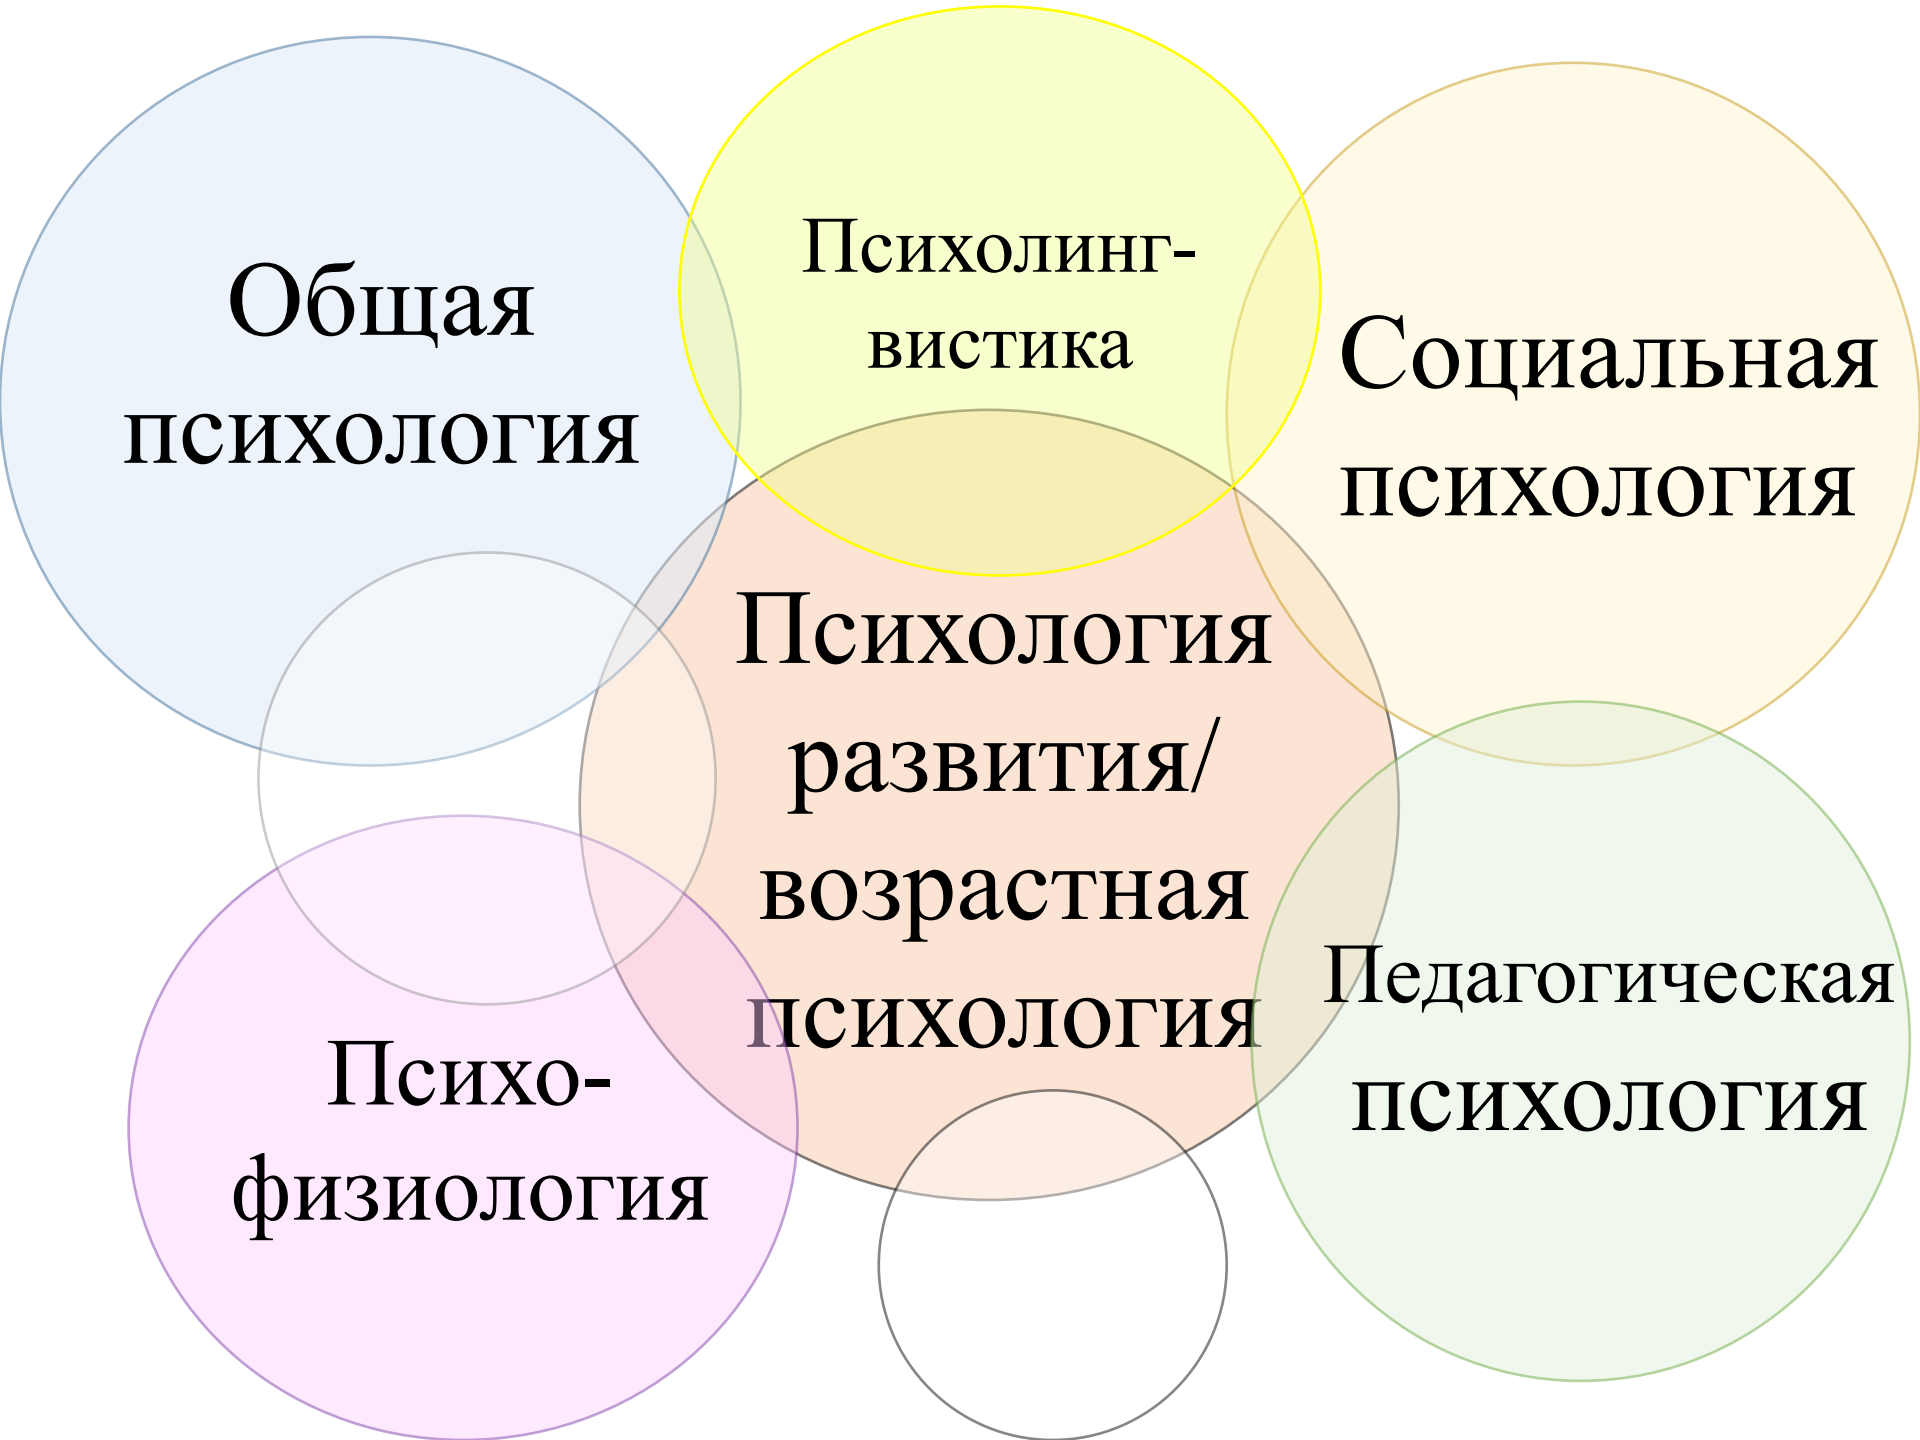 Общая
психология
Психолинг-
вистика
Социальная
психология
Психология
развития/
возрастная
психология
Педагогическая
психология
Психо-
физиология